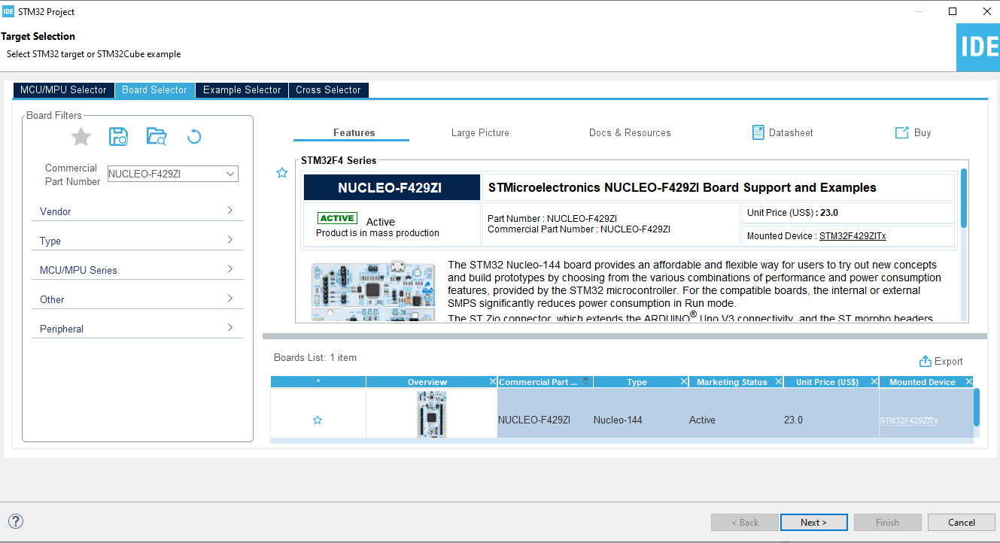 IDE STM32 Project
Target Selection
Select STM32 target or STM32Cube example
IDE
MCU/MPU Selector Board Selector Example Selector Cross Selector
Board Filters
Commercial
Part Number
NUCLEO-F429ZI
Vendor
Type
MCU/MPU Series
Other
Peripheral
Features Large Picture Docs & Resources Datasheet Buy
STM32F4 Series
NUCLEO-F429ZI
STMicroelectronics NUCLEO-F429ZI Board Support and Examples
ACTIVE Active
Product is in mass production
Part Number : NUCLEO-F429ZI
Commercial Part Number : NUCLEO-F429ZI
Unit Price (US$) : 23.0
Mounted Device : STM32F429ZITx
The STM32 Nucleo-144 board provides an affordable and flexible way for users to try out new concepts
and build prototypes by choosing from the various combinations of performance and power consumption
features, provided by the STM32 microcontroller. For the compatible boards, the internal or external
SMPS significantly reduces power consumption in Run mode.
The ST Zio connector, which extends the ARDUINO® Uno V3 connectivity, and the ST morpho headers
Boards List: 1 item
Export
* Overview Commercial Part ... Type Marketing Status Unit Price (US$) Mounted Device
NUCLEO-F429ZI Nucleo-144 Active 23.0 STM32F429ZITx
< Back Next > Finish Cancel